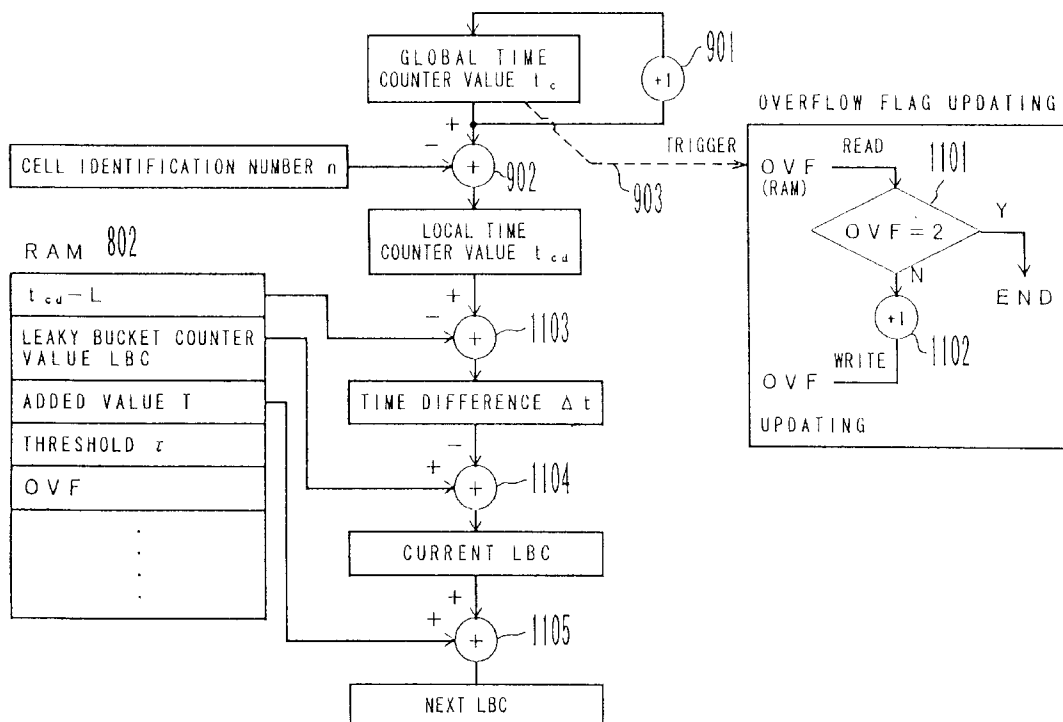 GLOBAL TIME
COUNTER VALUE t c
+1
901
OVERFLOW FLAG UPDATING
+
−
+
902
CELL IDENTIFICATION NUMBER n
TRIGGER
903
OVF
(RAM)
READ
1101
OVF = 2
Y
N
END
+1
1102
WRITE
OVF
UPDATING
LOCAL TIME
COUNTER VALUE t cd
RAM 802
t cd − L
LEAKY BUCKET COUNTER
VALUE LBC
ADDED VALUE T
THRESHOLD τ
OVF
+
−
+
1103
TIME DIFFERENCE Δt
−
+
+
1104
CURRENT LBC
+
+
+
1105
NEXT LBC